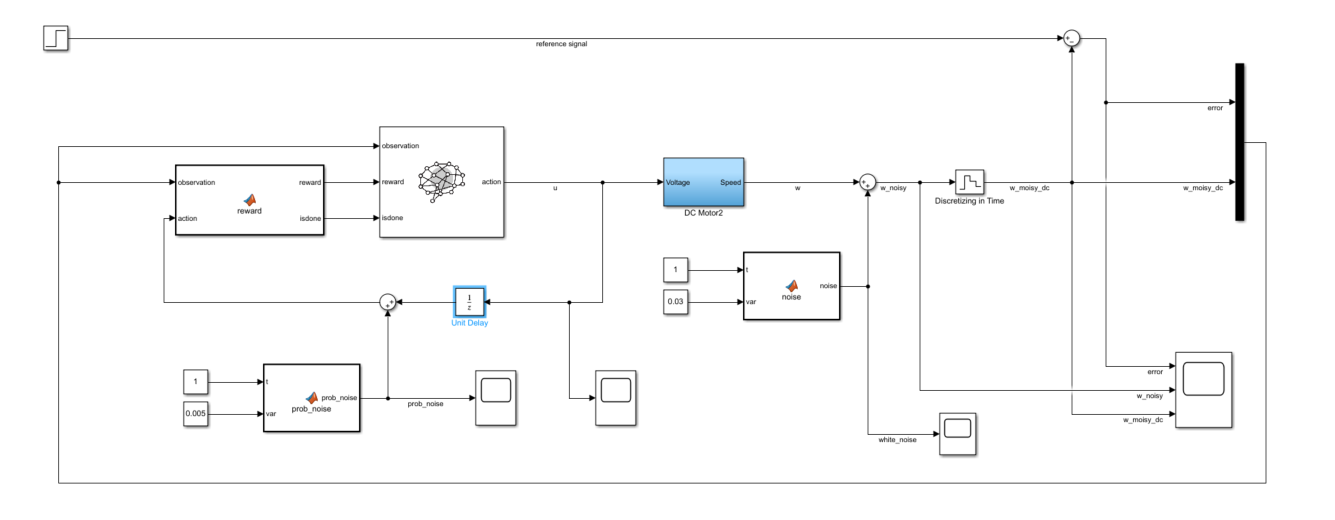 reference signal
error
observation
observation
reward
reward
action
u
Voltage
Speed
w
w_noisy
w_moisy_dc
w_moisy_dc
Discretizing in Time
action
reward
isdone
isdone
DC Motor2
1
t
noise
noise
0.03
var
1
z
Unit Delay
error
w_noisy
w_moisy_dc
1
t
prob_noise
prob_noise
prob_noise
0.005
var
white_noise